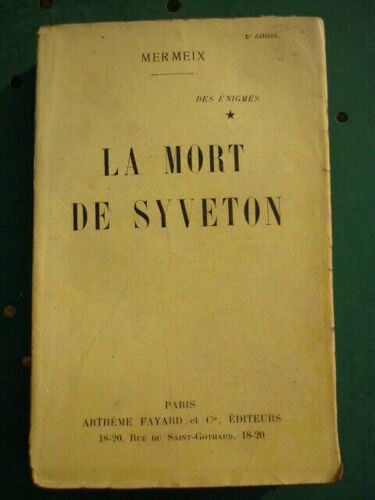 5e édition.
MERMEIX
DES ÉNIGMES
★
LA MORT
DE SYVETON
PARIS
ARTHÈME FAYARD et Cie, ÉDITEURS
18-20, RUE DU SAINT-GOTHARD, 18-20